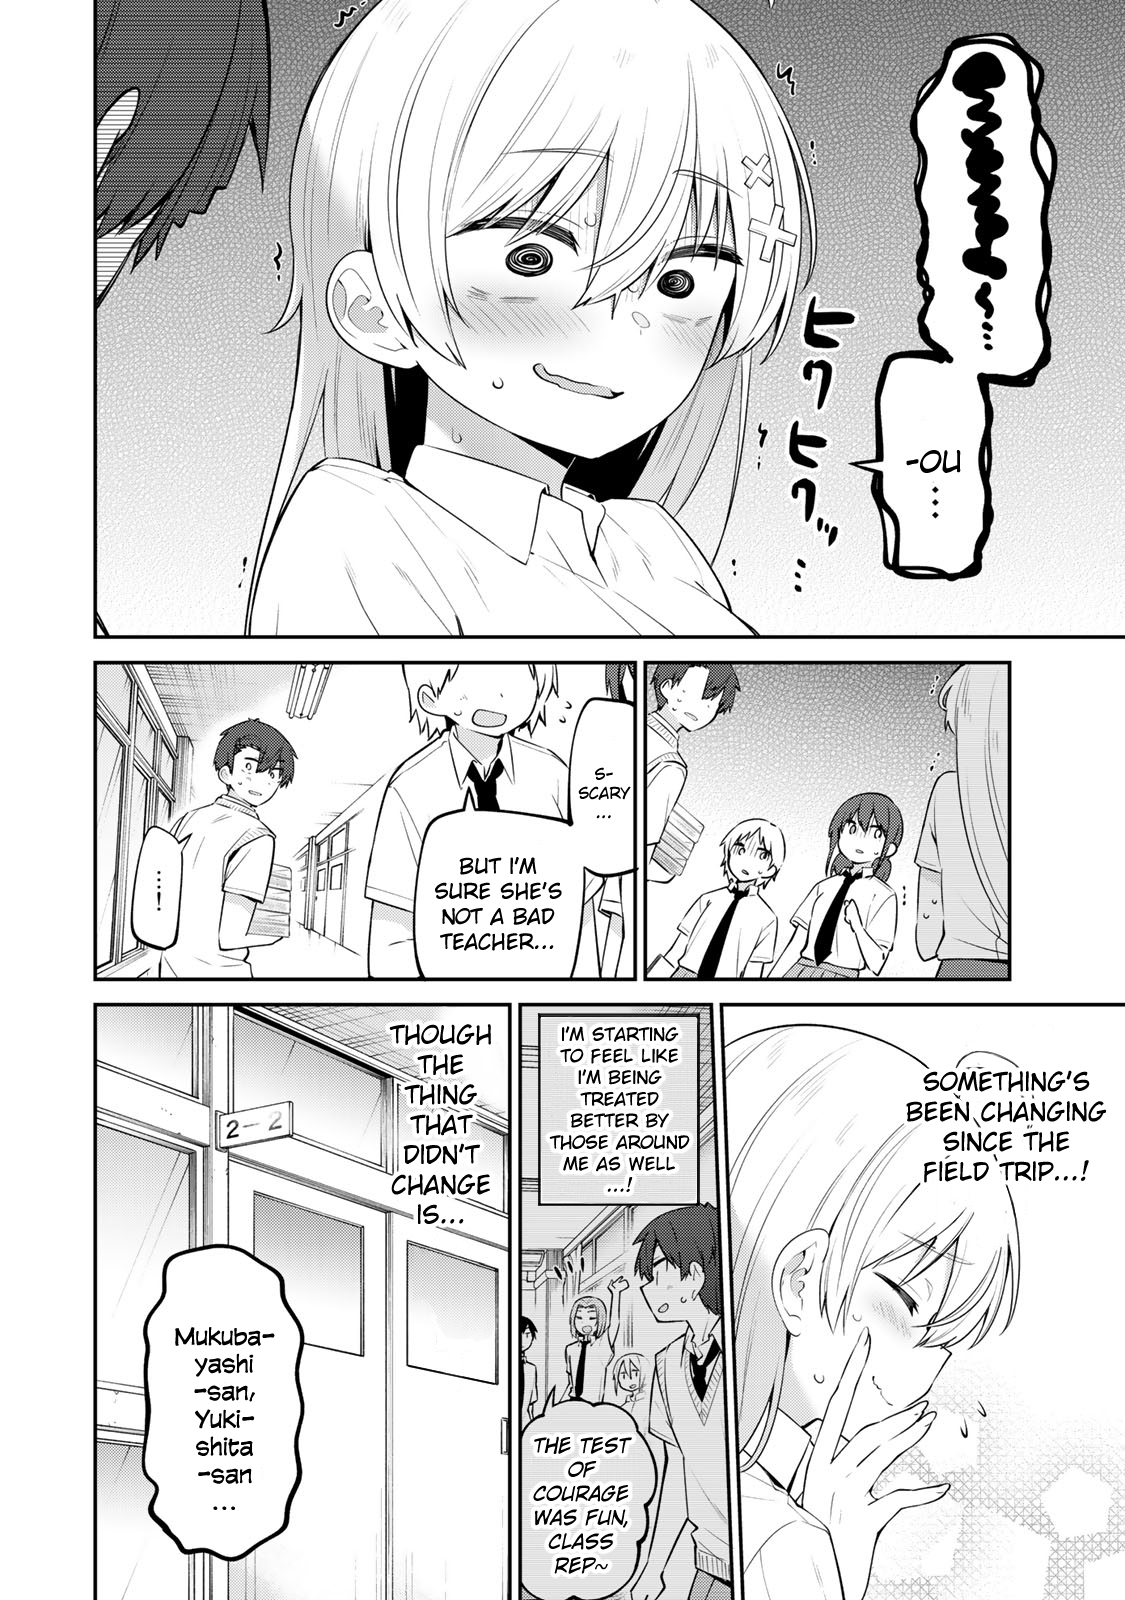 -OU
...
ヒクヒクッ
S-
SCARY
...
BUT I'M
SURE SHE'S
NOT A BAD
TEACHER...
...!
SOMETHING'S
BEEN CHANGING
SINCE THE
FIELD TRIP...!
I'M STARTING
TO FEEL LIKE
I'M BEING
TREATED
BETTER BY
THOSE AROUND
ME AS WELL
...!
THE TEST
OF
COURAGE
WAS FUN,
CLASS
REP~
THOUGH
THE
THING
THAT
DIDN'T
CHANGE
IS...
2-2
Mukuba-
yashi
-san,
Yuki-
shita
-san
...